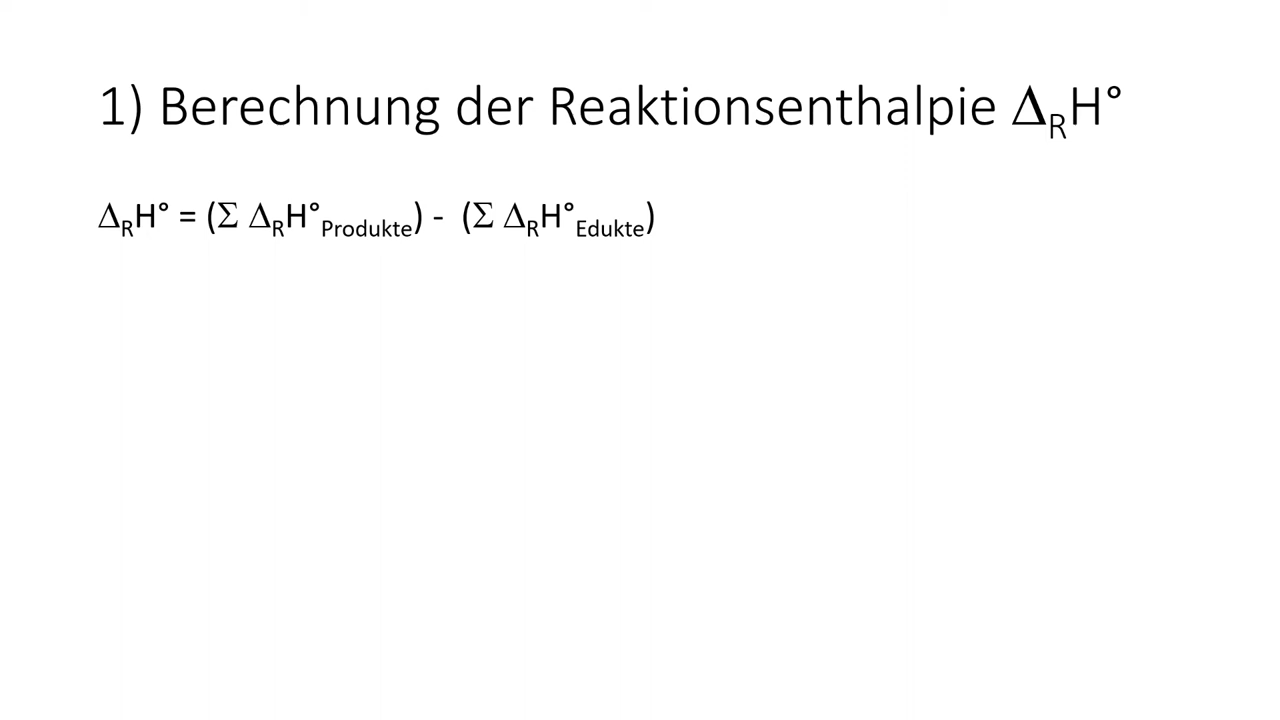 1) Berechnung der Reaktionsenthalpie ΔRH°
ΔRH° = (Σ ΔRH°Produkte) - (Σ ΔRH°Edukte)